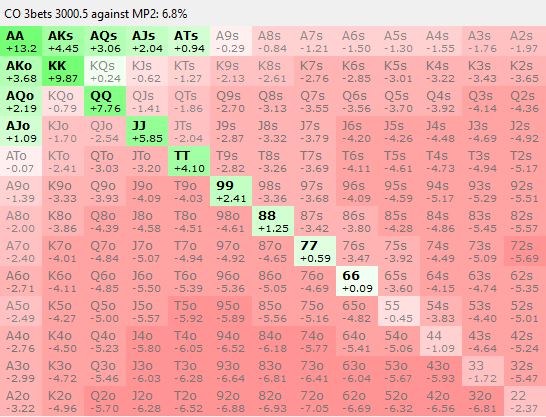 CO 3bets 3000.5 against MP2: 6.8%
AA AKs AQs AJs ATs A9s A8s A7s A6s A5s A4s A3s A2s
+13.2 +4.45 +3.06 +2.04 +0.94 -0.29 -0.84 -1.21 -1.50 -1.30 -1.55 -1.76 -1.97
AKo KK KQs KJs KTs K9s K8s K7s K6s K5s K4s K3s K2s
+3.68 +9.87 +0.24 -0.62 -1.27 -2.13 -2.61 -2.76 -2.85 -3.01 -3.22 -3.43 -3.65
AQo KQo QQ QJs QTs Q9s Q8s Q7s Q6s Q5s Q4s Q3s Q2s
+2.19 -0.79 +7.76 -1.41 -1.86 -2.70 -3.13 -3.55 -3.56 -3.70 -3.92 -4.14 -4.36
AJo KJo QJo JJ JTs J9s J8s J7s J6s J5s J4s J3s J2s
+1.09 -1.70 -2.54 +5.85 -2.04 -2.87 -3.32 -3.79 -4.20 -4.26 -4.48 -4.69 -4.92
ATo KTo QTo JTo TT T9s T8s T7s T6s T5s T4s T3s T2s
-0.07 -2.41 -3.03 -3.20 +4.10 -2.82 -3.26 -3.69 -4.11 -4.61 -4.73 -4.94 -5.17
A9o K9o Q9o J9o T9o 99 98s 97s 96s 95s 94s 93s 92s
-1.39 -3.33 -3.93 -4.09 -4.03 +2.41 -3.36 -3.68 -4.09 -4.59 -5.17 -5.29 -5.51
A8o K8o Q8o J8o T8o 98o 88 87s 86s 85s 84s 83s 82s
-2.00 -3.86 -4.39 -4.58 -4.51 -4.61 +1.25 -3.42 -3.80 -4.28 -4.86 -5.45 -5.57
A7o K7o Q7o J7o T7o 97o 87o 77 76s 75s 74s 73s 72s
-2.40 -4.01 -4.84 -5.07 -4.94 -4.92 -4.65 +0.59 -3.47 -3.92 -4.49 -5.09 -5.69
A6o K6o Q6o J6o T6o 96o 86o 76o 66 65s 64s 63s 62s
-2.71 -4.11 -4.85 -5.50 -5.39 -5.36 -5.05 -4.69 +0.09 -3.60 -4.15 -4.74 -5.35
A5o K5o Q5o J5o T5o 95o 85o 75o 65o 55 54s 53s 52s
-2.49 -4.27 -5.00 -5.57 -5.92 -5.89 -5.56 -5.16 -4.82 -0.45 -3.83 -4.40 -5.01
A4o K4o Q4o J4o T4o 94o 84o 74o 64o 54o 44 43s 42s
-2.76 -4.50 -5.23 -5.80 -6.05 -6.52 -6.18 -5.77 -5.41 -5.06 -1.09 -4.64 -5.24
A3o K3o Q3o J3o T3o 93o 83o 73o 63o 53o 43o 33 32s
-2.99 -4.72 -5.46 -6.03 -6.28 -6.64 -6.81 -6.41 -6.04 -5.67 -5.93 -1.72 -5.47
A2o K2o Q2o J2o T2o 92o 82o 72o 62o 52o 42o 32o 22
-3.22 -4.96 -5.70 -6.28 -6.52 -6.88 -6.93 -7.05 -6.69 -6.32 -6.56 -6.81 2.37